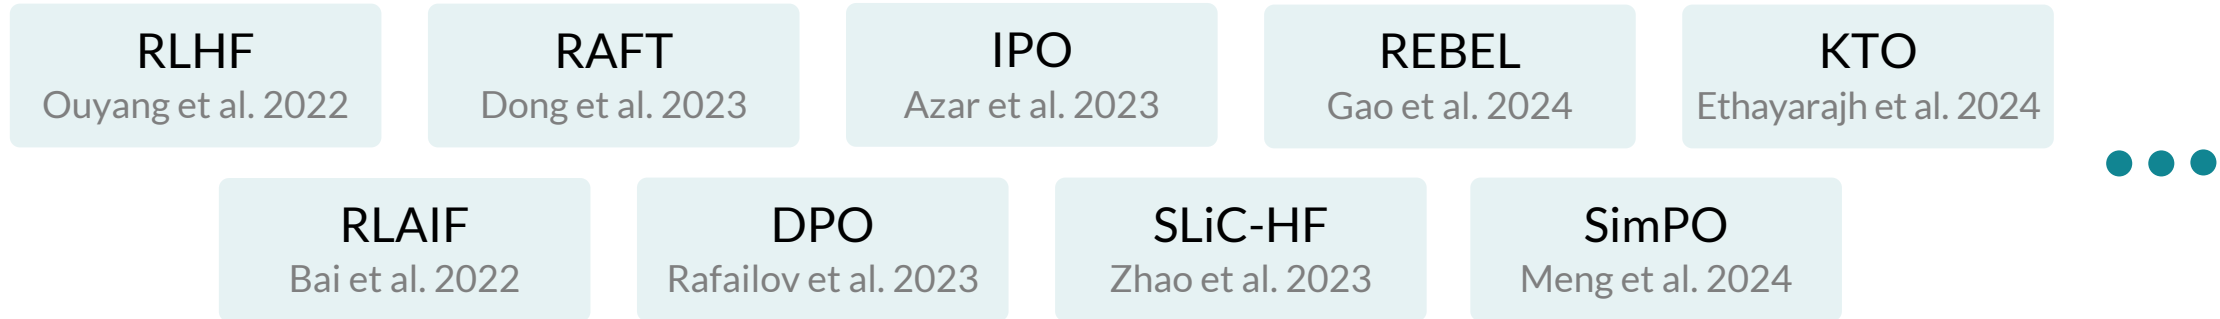 RLHF
Ouyang et al. 2022
RAFT
Dong et al. 2023
IPO
Azar et al. 2023
REBEL
Gao et al. 2024
KTO
Ethayarajh et al. 2024
RLAIF
Bai et al. 2022
DPO
Rafailov et al. 2023
SLiC-HF
Zhao et al. 2023
SimPO
Meng et al. 2024